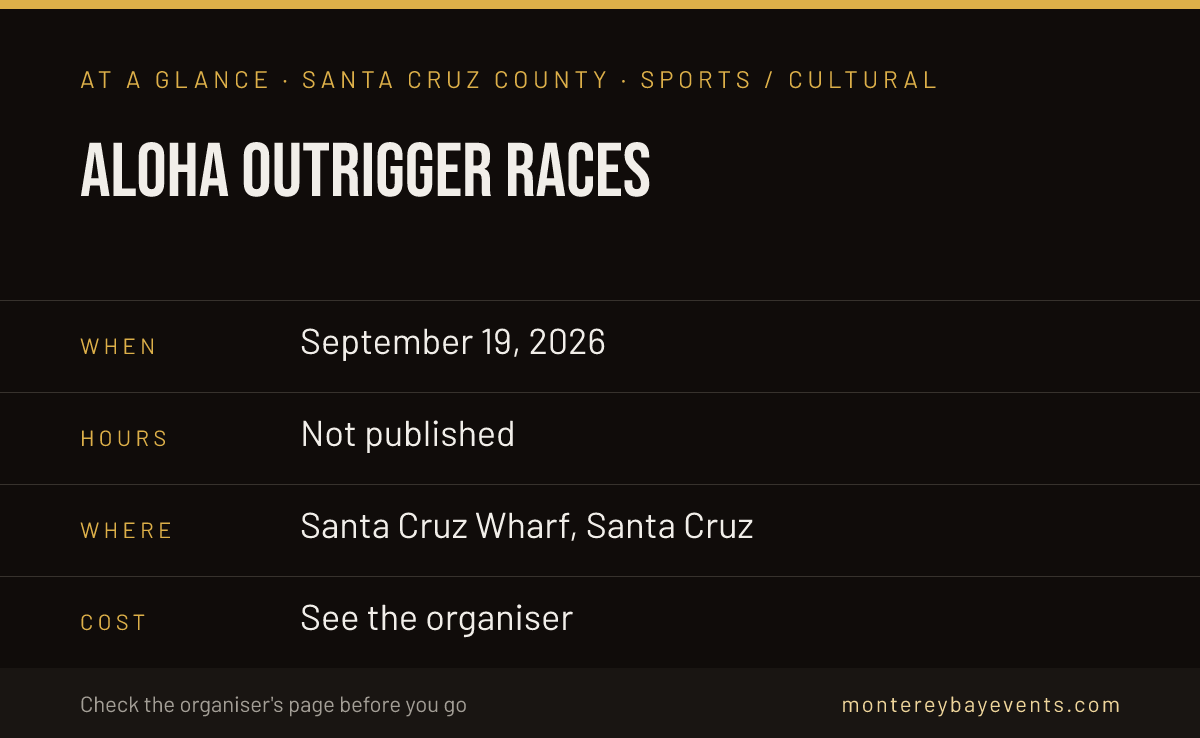 AT A GLANCE · SANTA CRUZ COUNTY · SPORTS / CULTURAL
ALOHA OUTRIGGER RACES
WHEN September 19, 2026
HOURS Not published
WHERE Santa Cruz Wharf, Santa Cruz
COST See the organiser
Check the organiser's page before you go montereybayevents.com